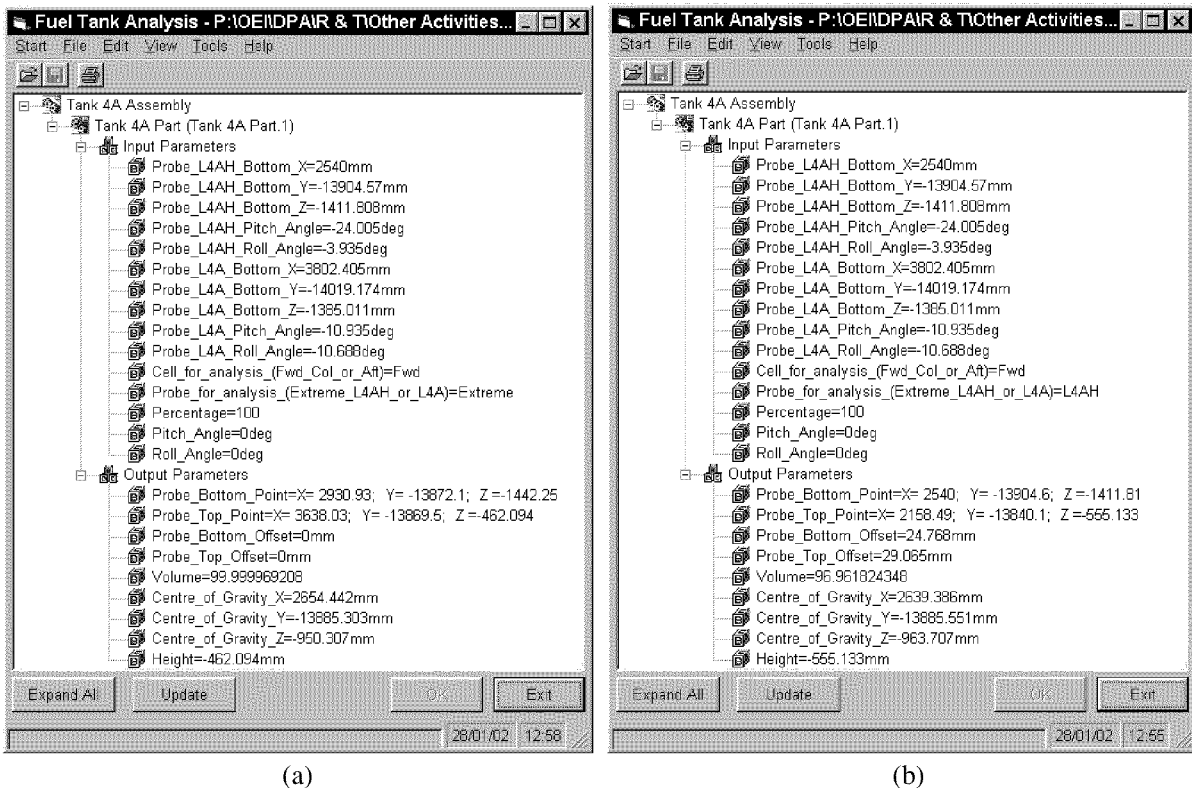 Fuel Tank Analysis - P:\OEI\DPA\R & T\Other Activities...
Start File Edit View Tools Help
Tank 4A Assembly
Tank 4A Part (Tank 4A Part.1)
Input Parameters
Probe_L4AH_Bottom_X=2540mm
Probe_L4AH_Bottom_Y=-13904.57mm
Probe_L4AH_Bottom_Z=-1411.808mm
Probe_L4AH_Pitch_Angle=-24.005deg
Probe_L4AH_Roll_Angle=-3.935deg
Probe_L4A_Bottom_X=3802.405mm
Probe_L4A_Bottom_Y=-14019.174mm
Probe_L4A_Bottom_Z=-1385.011mm
Probe_L4A_Pitch_Angle=-10.935deg
Probe_L4A_Roll_Angle=-10.688deg
Cell_for_analysis_(Fwd_Col_or_Aft)=Fwd
Probe_for_analysis_(Extreme_L4AH_or_L4A)=Extreme
Percentage=100
Pitch_Angle=0deg
Roll_Angle=0deg
Output Parameters
Probe_Bottom_Point=X= 2930.93; Y= -13872.1; Z =-1442.25
Probe_Top_Point=X= 3638.03; Y= -13869.5; Z =-462.094
Probe_Bottom_Offset=0mm
Probe_Top_Offset=0mm
Volume=99.999969208
Centre_of_Gravity_X=2654.442mm
Centre_of_Gravity_Y=-13885.303mm
Centre_of_Gravity_Z=-950.307mm
Height=-462.094mm
Expand All Update OK Exit
28/01/02 12:58
(a)
Fuel Tank Analysis - P:\OEI\DPA\R & T\Other Activities...
Start File Edit View Tools Help
Tank 4A Assembly
Tank 4A Part (Tank 4A Part.1)
Input Parameters
Probe_L4AH_Bottom_X=2540mm
Probe_L4AH_Bottom_Y=-13904.57mm
Probe_L4AH_Bottom_Z=-1411.808mm
Probe_L4AH_Pitch_Angle=-24.005deg
Probe_L4AH_Roll_Angle=-3.935deg
Probe_L4A_Bottom_X=3802.405mm
Probe_L4A_Bottom_Y=-14019.174mm
Probe_L4A_Bottom_Z=-1385.011mm
Probe_L4A_Pitch_Angle=-10.935deg
Probe_L4A_Roll_Angle=-10.688deg
Cell_for_analysis_(Fwd_Col_or_Aft)=Fwd
Probe_for_analysis_(Extreme_L4AH_or_L4A)=L4AH
Percentage=100
Pitch_Angle=0deg
Roll_Angle=0deg
Output Parameters
Probe_Bottom_Point=X= 2540; Y= -13904.6; Z =-1411.81
Probe_Top_Point=X= 2158.49; Y= -13840.1; Z =-555.133
Probe_Bottom_Offset=24.768mm
Probe_Top_Offset=29.065mm
Volume=96.961824348
Centre_of_Gravity_X=2639.386mm
Centre_of_Gravity_Y=-13885.551mm
Centre_of_Gravity_Z=-963.707mm
Height=-555.133mm
Expand All Update OK Exit
28/01/02 12:55
(b)